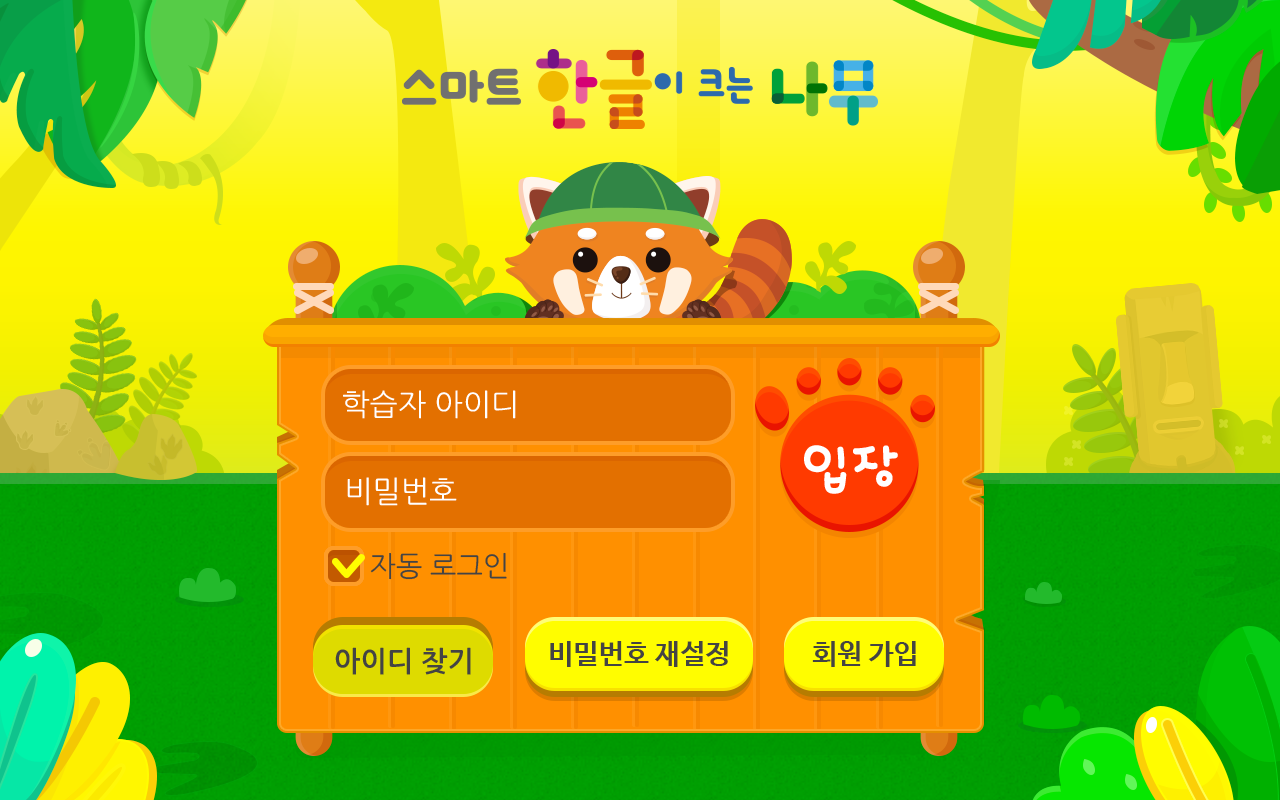 스마트 한글이 크는 나무
학습자 아이디
비밀번호
입장
자동 로그인
아이디 찾기
비밀번호 재설정
회원 가입